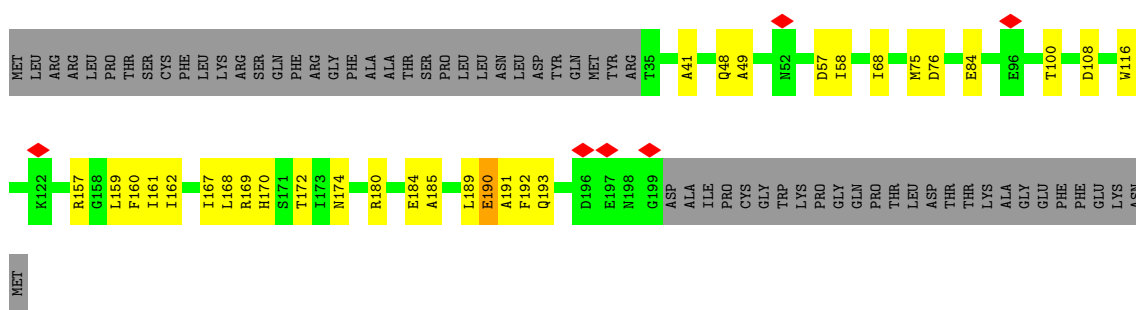 MET LEU ARG ARG LEU PRO THR SER CYS PHE LEU LYS ARG SER GLN PHE ARG GLY PHE ALA ALA THR SER PRO LEU LEU ASN LEU ASP TYR GLN MET TYR ARG T35 A41 Q48 A49 N52 D57 I58 I68 M75 D76 E84 E96 T100 D108 W116
K122 R157 G158 L159 F160 I161 I162 I167 L168 R169 H170 S171 T172 I173 N174 R180 E184 A185 L189 E190 A191 F192 Q193 D196 E197 N198 G199 ASP ALA ILE PRO CYS GLY TRP LYS PRO GLY GLN PRO THR LEU ASP THR THR LYS ALA GLY GLU PHE PHE GLU LYS ASN
MET